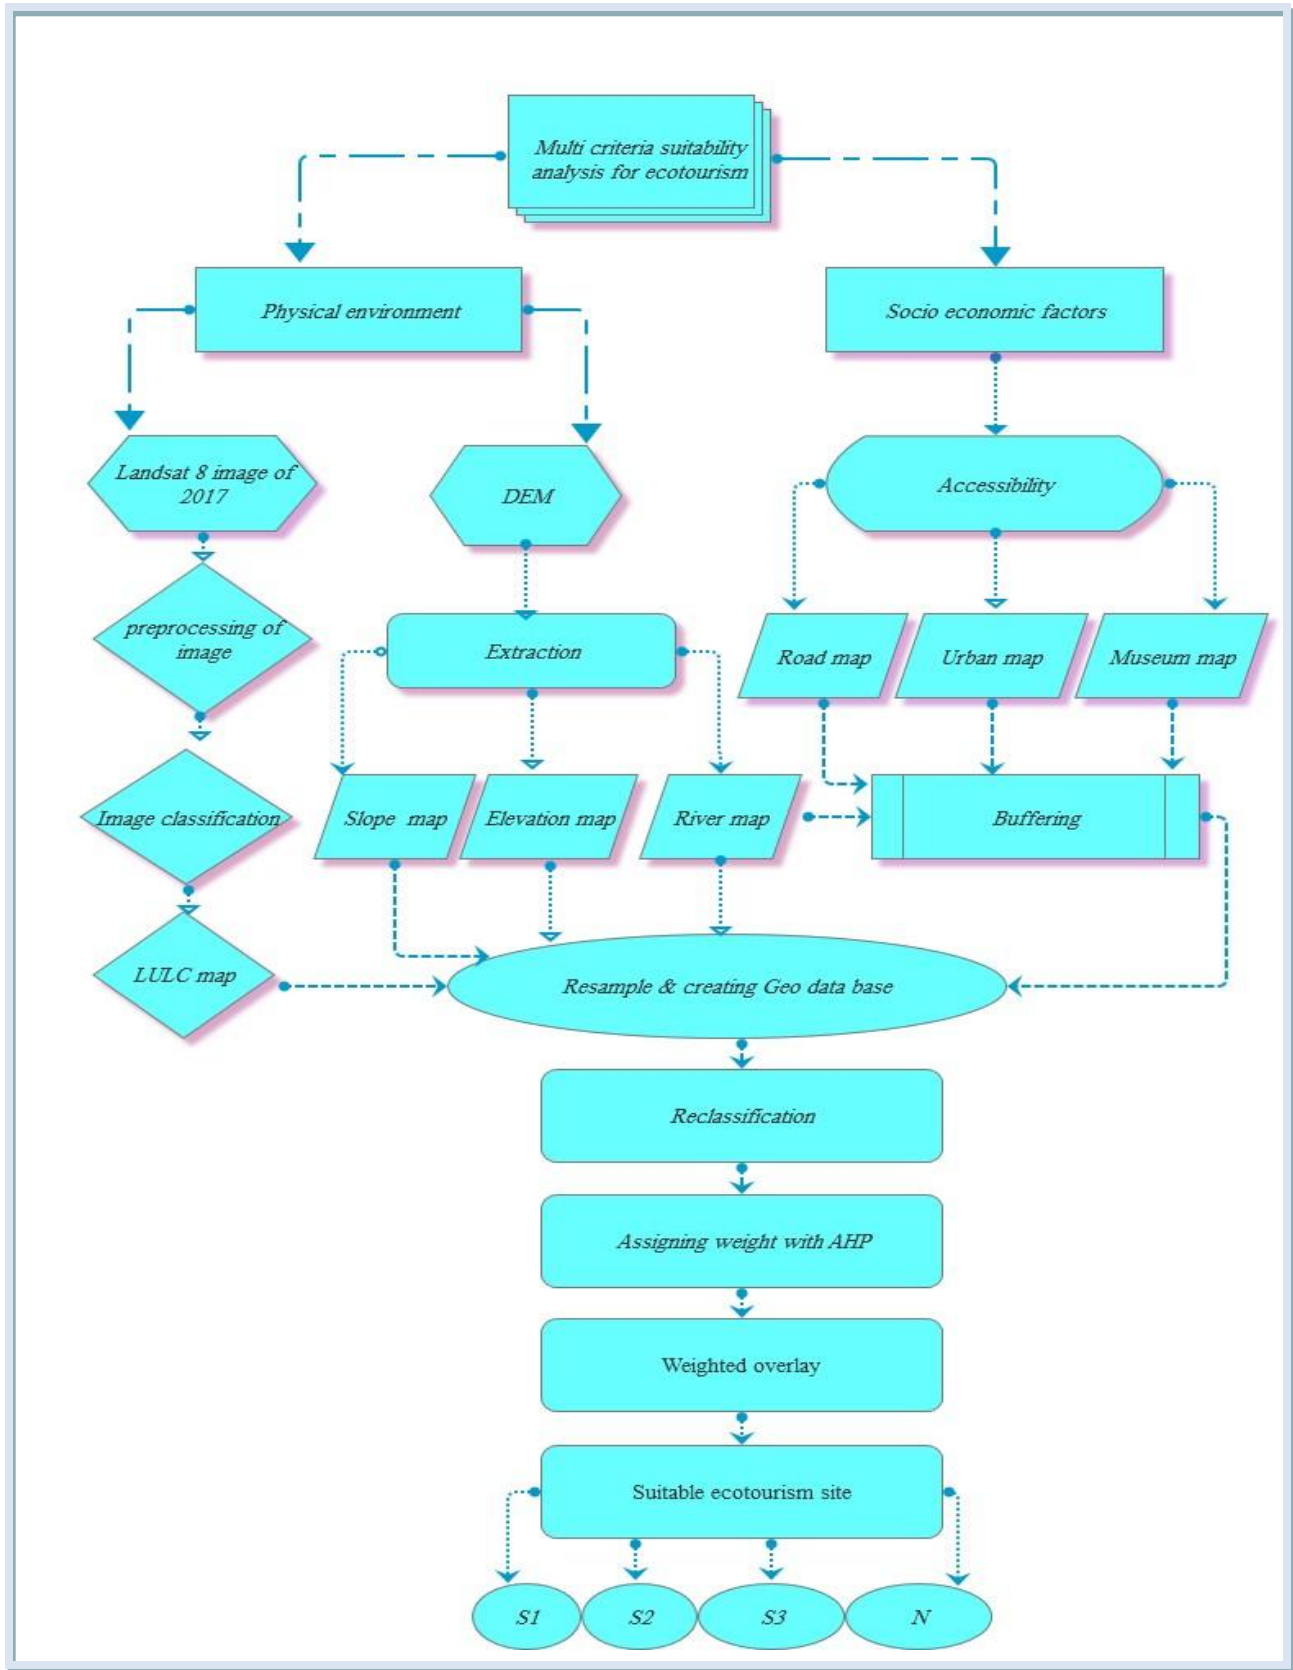 Multi criteria suitability
analysis for ecotourism
Physical environment
Socio economic factors
Landsat 8 image of
2017
DEM
Accessibility
preprocessing of
image
Extraction
Road map
Urban map
Museum map
Image classification
Slope map
Elevation map
River map
Buffering
LULC map
Resample & creating Geo data base
Reclassification
Assigning weight with AHP
Weighted overlay
Suitable ecotourism site
S1
S2
S3
N